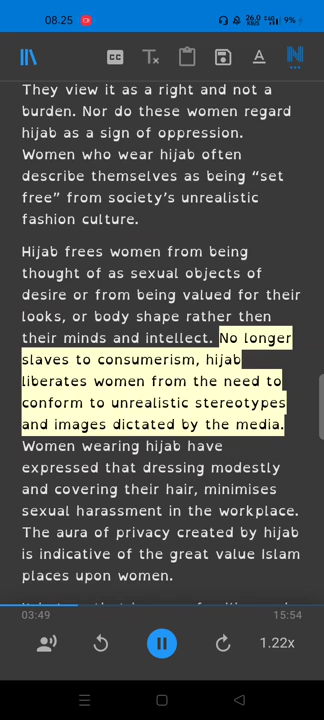 08.25
26.0
KB/S
9%
CC
They view it as a right and not a
burden. Nor do these women regard
hijab as a sign of oppression.
Women who wear hijab often
describe themselves as being “set
free” from society’s unrealistic
fashion culture.
Hijab frees women from being
thought of as sexual objects of
desire or from being valued for their
looks, or body shape rather then
their minds and intellect. No longer
slaves to consumerism, hijab
liberates women from the need to
conform to unrealistic stereotypes
and images dictated by the media.
Women wearing hijab have
expressed that dressing modestly
and covering their hair, minimises
sexual harassment in the workplace.
The aura of privacy created by hijab
is indicative of the great value Islam
places upon women.
03:49
15:54
1.22x